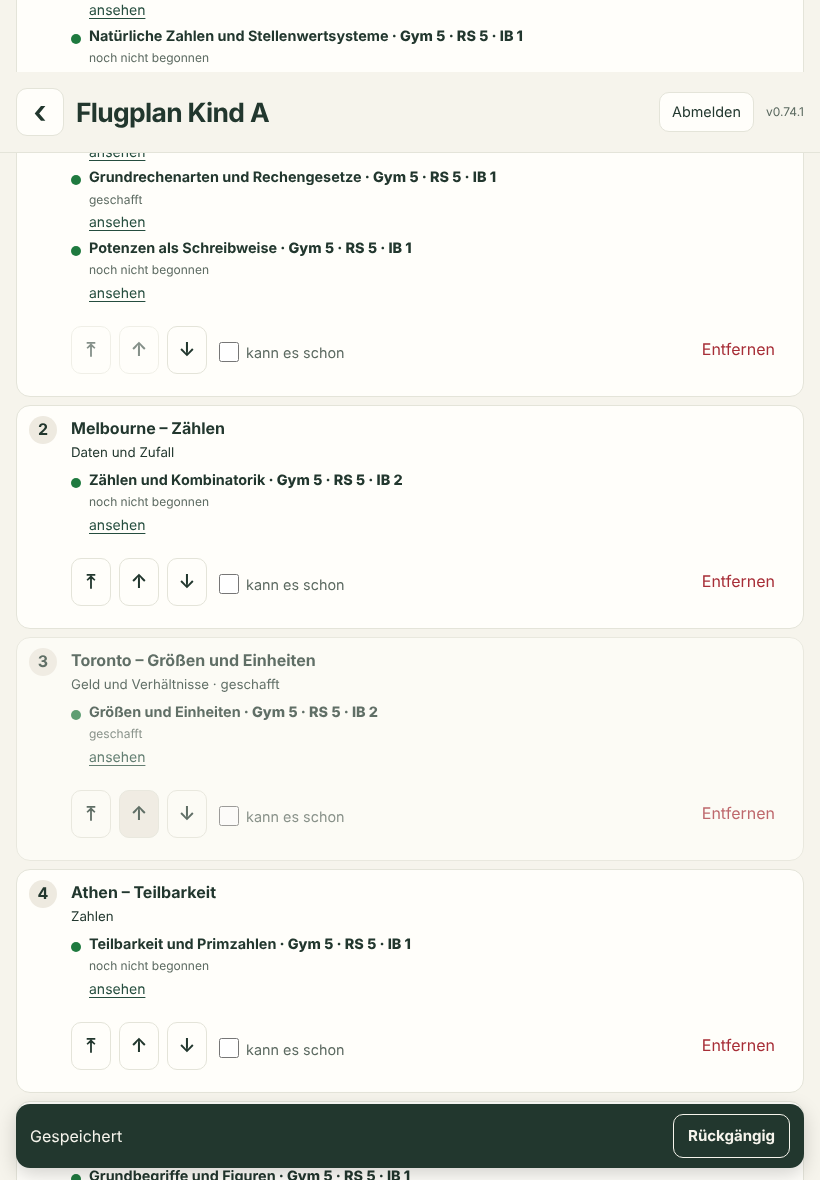 ansehen
Natürliche Zahlen und Stellenwertsysteme · Gym 5 · RS 5 · IB 1
noch nicht begonnen
Flugplan Kind A
Abmelden
v0.74.1
ansehen
Grundrechenarten und Rechengesetze · Gym 5 · RS 5 · IB 1
geschafft
ansehen
Potenzen als Schreibweise · Gym 5 · RS 5 · IB 1
noch nicht begonnen
ansehen
kann es schon
Entfernen
2
Melbourne – Zählen
Daten und Zufall
Zählen und Kombinatorik · Gym 5 · RS 5 · IB 2
noch nicht begonnen
ansehen
kann es schon
Entfernen
3
Toronto – Größen und Einheiten
Geld und Verhältnisse · geschafft
Größen und Einheiten · Gym 5 · RS 5 · IB 2
geschafft
ansehen
kann es schon
Entfernen
4
Athen – Teilbarkeit
Zahlen
Teilbarkeit und Primzahlen · Gym 5 · RS 5 · IB 1
noch nicht begonnen
ansehen
kann es schon
Entfernen
Gespeichert
Rückgängig
Grundbegriffe und Figuren · Gym 5 · RS 5 · IB 1